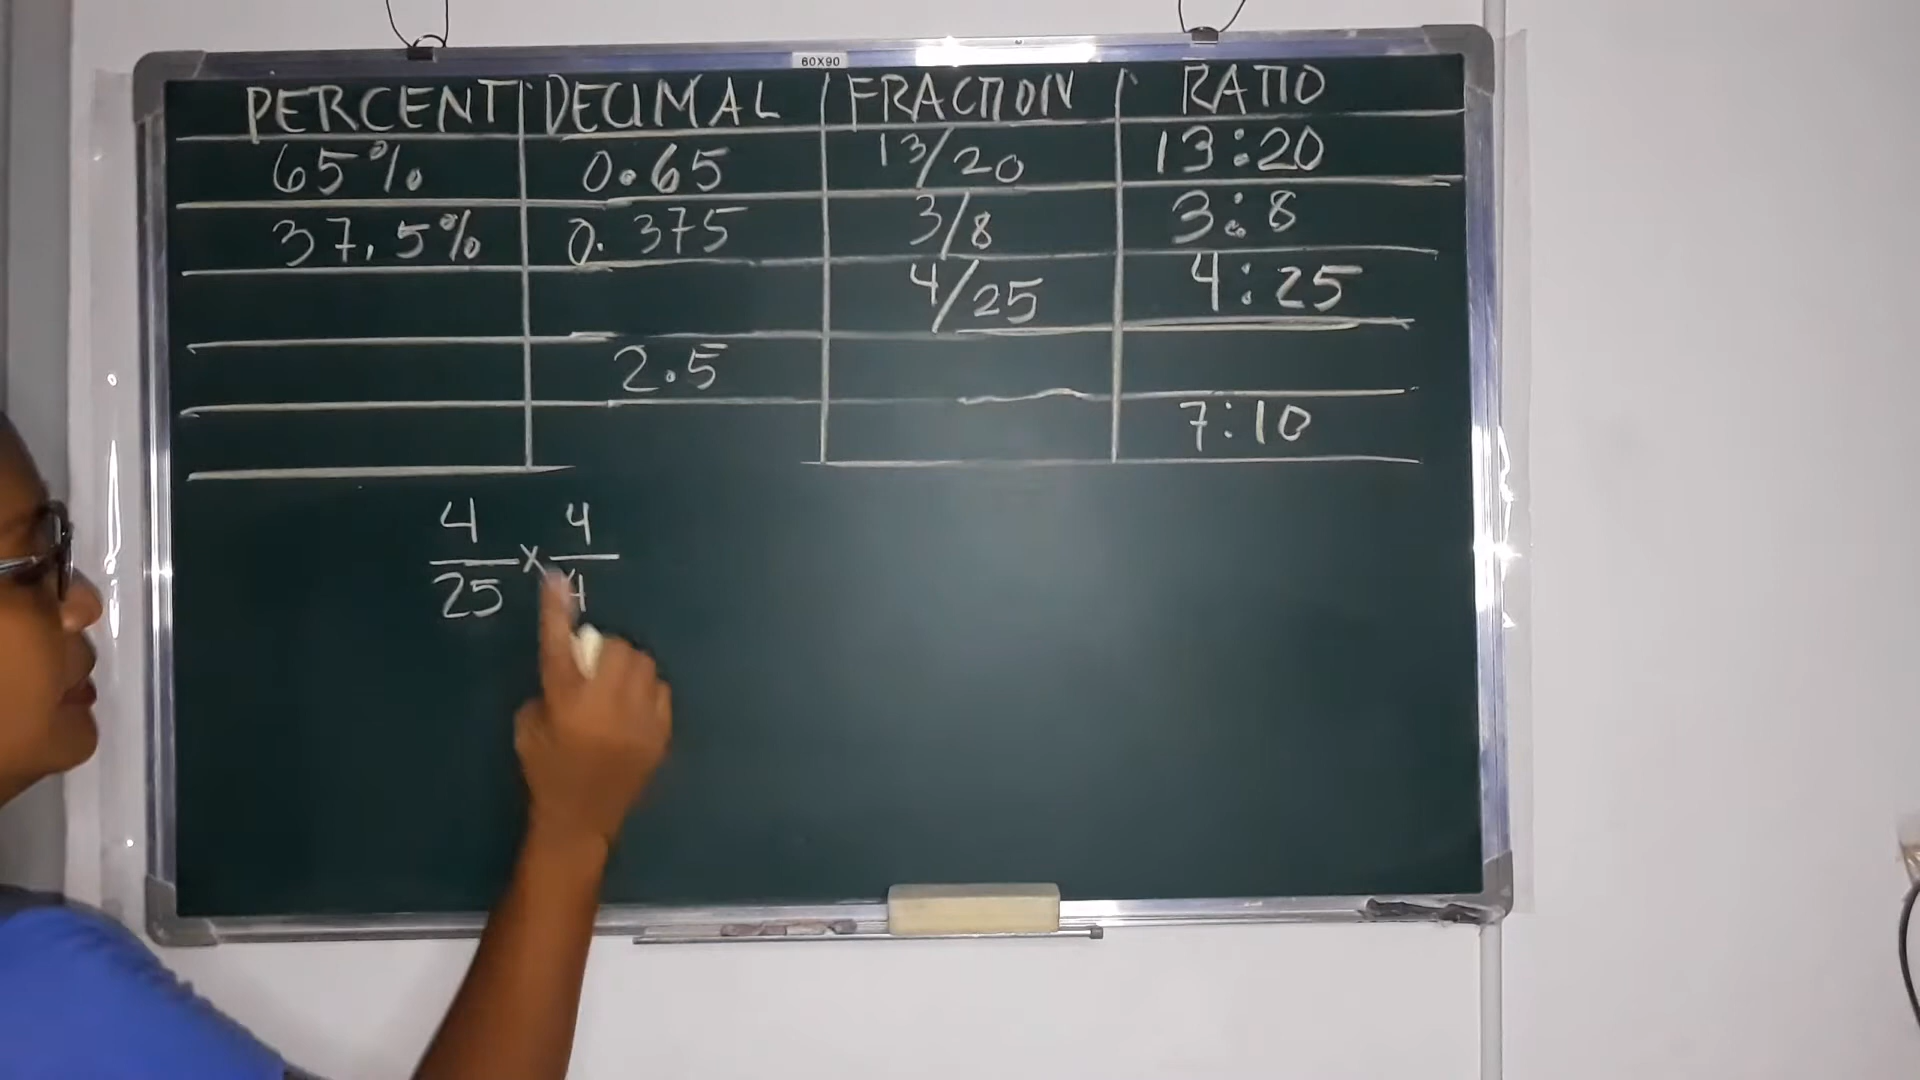 60X90
PERCENT DECIMAL FRACTION RATIO
65% 0.65 13/20 13:20
37.5% 0.375 3/8 3:8
4/25 4:25
2.5
7:10
4/25 x 4/4